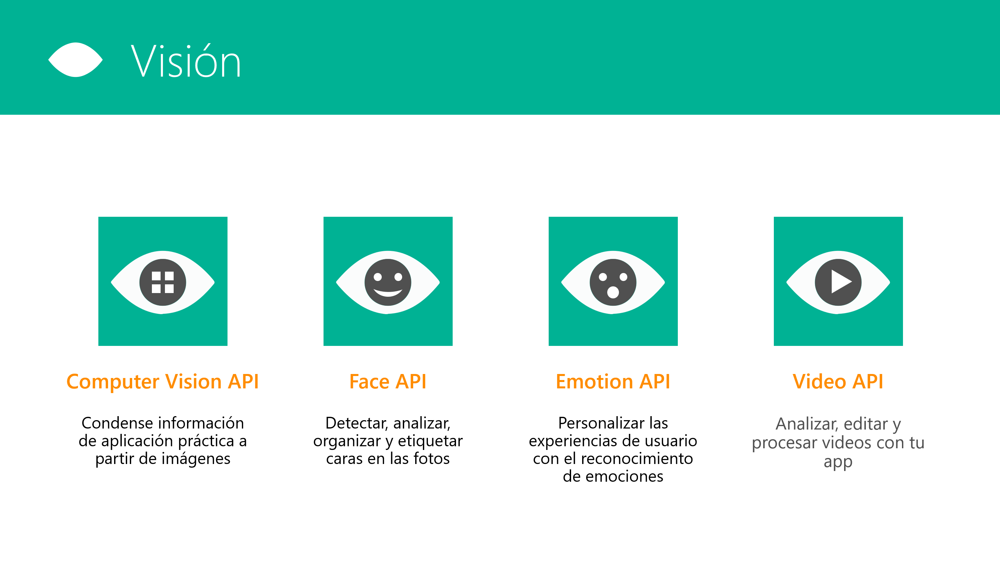 Visión
Computer Vision API
Condense información
de aplicación práctica a
partir de imágenes
Face API
Detectar, analizar,
organizar y etiquetar
caras en las fotos
Emotion API
Personalizar las
experiencias de usuario
con el reconocimiento
de emociones
Video API
Analizar, editar y
procesar videos con tu
app